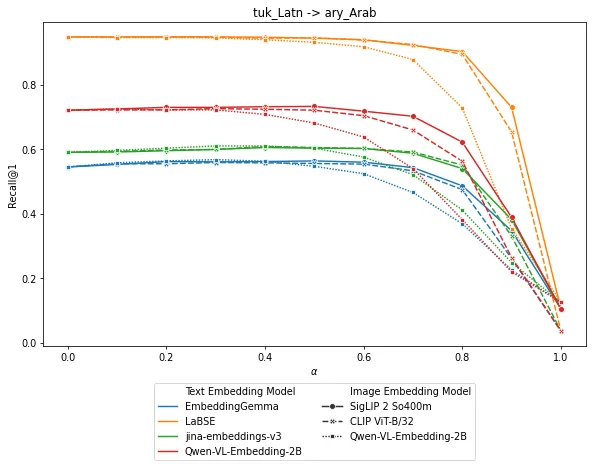 tuk_Latn -> ary_Arab
Recall@1
0.8
0.6
0.4
0.2
0.0
0.0 0.2 0.4 0.6 0.8 1.0
α
Text Embedding Model Image Embedding Model
EmbeddingGemma SigLIP 2 So400m
LaBSE CLIP ViT-B/32
jina-embeddings-v3 Qwen-VL-Embedding-2B
Qwen-VL-Embedding-2B